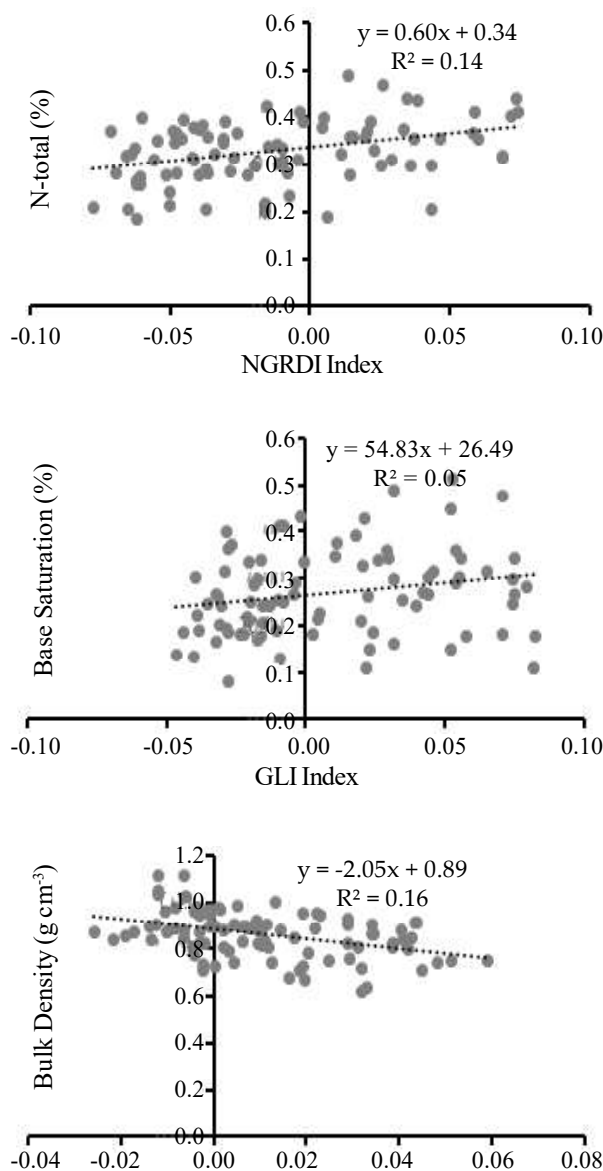 0.6
y = 0.60x + 0.34
R² = 0.14
0.5
0.4
N-total (%)
0.3
0.2
0.1
0.0
-0.10 -0.05 0.00 0.05 0.10
NGRDI Index
0.6
y = 54.83x + 26.49
R² = 0.05
0.5
0.4
Base Saturation (%)
0.3
0.2
0.1
0.0
-0.10 -0.05 0.00 0.05 0.10
GLI Index
1.2
y = -2.05x + 0.89
R² = 0.16
1.0
0.8
Bulk Density (g cm⁻³)
0.6
0.4
0.2
0.0
-0.04 -0.02 0.00 0.02 0.04 0.06 0.08